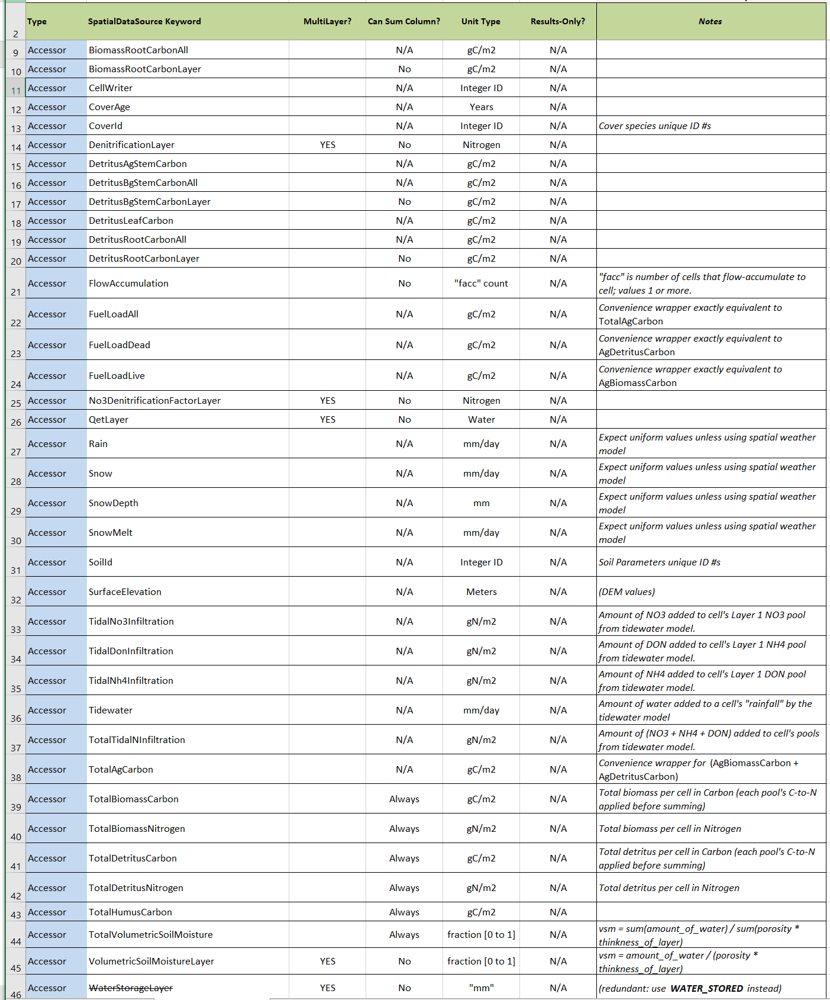 2 Type SpatialDataSource Keyword MultiLayer? Can Sum Column? Unit Type Results-Only? Notes
9 Accessor BiomassRootCarbonAll N/A gC/m2 N/A
10 Accessor BiomassRootCarbonLayer No gC/m2 N/A
11 Accessor CellWriter N/A Integer ID N/A
12 Accessor CoverAge N/A Years N/A
13 Accessor CoverId N/A Integer ID N/A Cover species unique ID #s
14 Accessor DenitrificationLayer YES No Nitrogen N/A
15 Accessor DetritusAgStemCarbon N/A gC/m2 N/A
16 Accessor DetritusBgStemCarbonAll N/A gC/m2 N/A
17 Accessor DetritusBgStemCarbonLayer No gC/m2 N/A
18 Accessor DetritusLeafCarbon N/A gC/m2 N/A
19 Accessor DetritusRootCarbonAll N/A gC/m2 N/A
20 Accessor DetritusRootCarbonLayer No gC/m2 N/A
21 Accessor FlowAccumulation No "facc" count N/A "facc" is number of cells that flow-accumulate to
cell; values 1 or more.
22 Accessor FuelLoadAll N/A gC/m2 N/A Convenience wrapper exactly equivalent to
TotalAgCarbon
23 Accessor FuelLoadDead N/A gC/m2 N/A Convenience wrapper exactly equivalent to
AgDetritusCarbon
24 Accessor FuelLoadLive N/A gC/m2 N/A Convenience wrapper exactly equivalent to
AgBiomassCarbon
25 Accessor No3DenitrificationFactorLayer YES No Nitrogen N/A
26 Accessor QetLayer YES No Water N/A
27 Accessor Rain N/A mm/day N/A Expect uniform values unless using spatial weather
model
28 Accessor Snow N/A mm/day N/A Expect uniform values unless using spatial weather
model
29 Accessor SnowDepth N/A mm N/A Expect uniform values unless using spatial weather
model
30 Accessor SnowMelt N/A mm/day N/A Expect uniform values unless using spatial weather
model
31 Accessor SoilId N/A Integer ID N/A Soil Parameters unique ID #s
32 Accessor SurfaceElevation N/A Meters N/A (DEM values)
33 Accessor TidalNo3Infiltration N/A gN/m2 N/A Amount of NO3 added to cell's Layer 1 NO3 pool
from tidewater model.
34 Accessor TidalDonInfiltration N/A gN/m2 N/A Amount of DON added to cell's Layer 1 NH4 pool
from tidewater model.
35 Accessor TidalNh4Infiltration N/A gN/m2 N/A Amount of NH4 added to cell's Layer 1 DON pool
from tidewater model.
36 Accessor Tidewater N/A mm/day N/A Amount of water added to a cell's "rainfall" by the
tidewater model
37 Accessor TotalTidalNInfiltration N/A gN/m2 N/A Amount of (NO3 + NH4 + DON) added to cell's pools
from tidewater model.
38 Accessor TotalAgCarbon N/A gC/m2 N/A Convenience wrapper for (AgBiomassCarbon +
AgDetritusCarbon)
39 Accessor TotalBiomassCarbon Always gC/m2 N/A Total biomass per cell in Carbon (each pool's C-to-N
applied before summing)
40 Accessor TotalBiomassNitrogen Always gN/m2 N/A Total biomass per cell in Nitrogen
41 Accessor TotalDetritusCarbon Always gC/m2 N/A Total detritus per cell in Carbon (each pool's C-to-N
applied before summing)
42 Accessor TotalDetritusNitrogen Always gN/m2 N/A Total detritus per cell in Nitrogen
43 Accessor TotalHumusCarbon Always gC/m2 N/A
44 Accessor TotalVolumetricSoilMoisture Always fraction [0 to 1] N/A vsm = sum(amount_of_water) / sum(porosity *
thinkness_of_layer)
45 Accessor VolumetricSoilMoistureLayer YES No fraction [0 to 1] N/A vsm = amount_of_water / (porosity *
thinkness_of_layer)
46 Accessor WaterStorageLayer YES No "mm" N/A (redundant: use WATER_STORED instead)